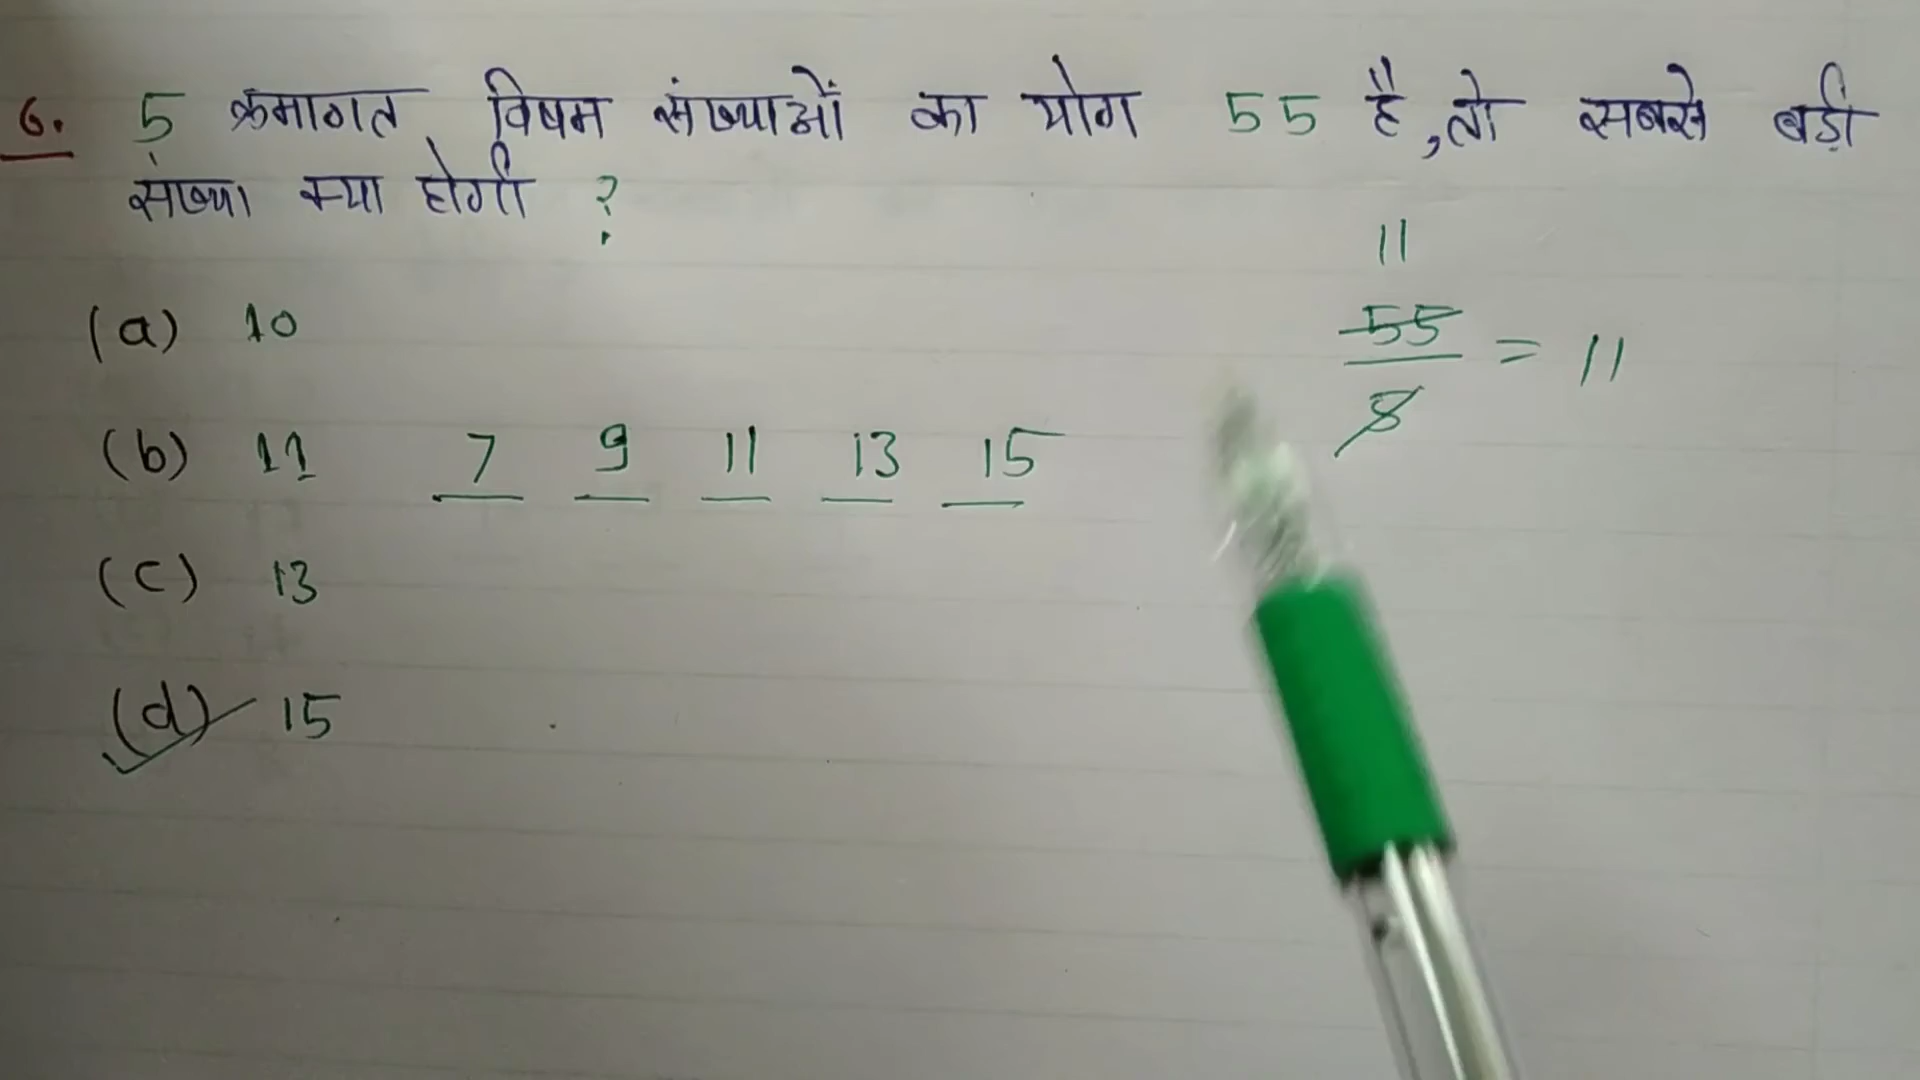 6. 5 क्रमागत विषम संख्याओं का योग 55 है, तो सबसे बड़ी
संख्या क्या होगी ?
(a) 10
(b) 11
(c) 13
(d) 15
7 9 11 13 15
11
55
5
= 11